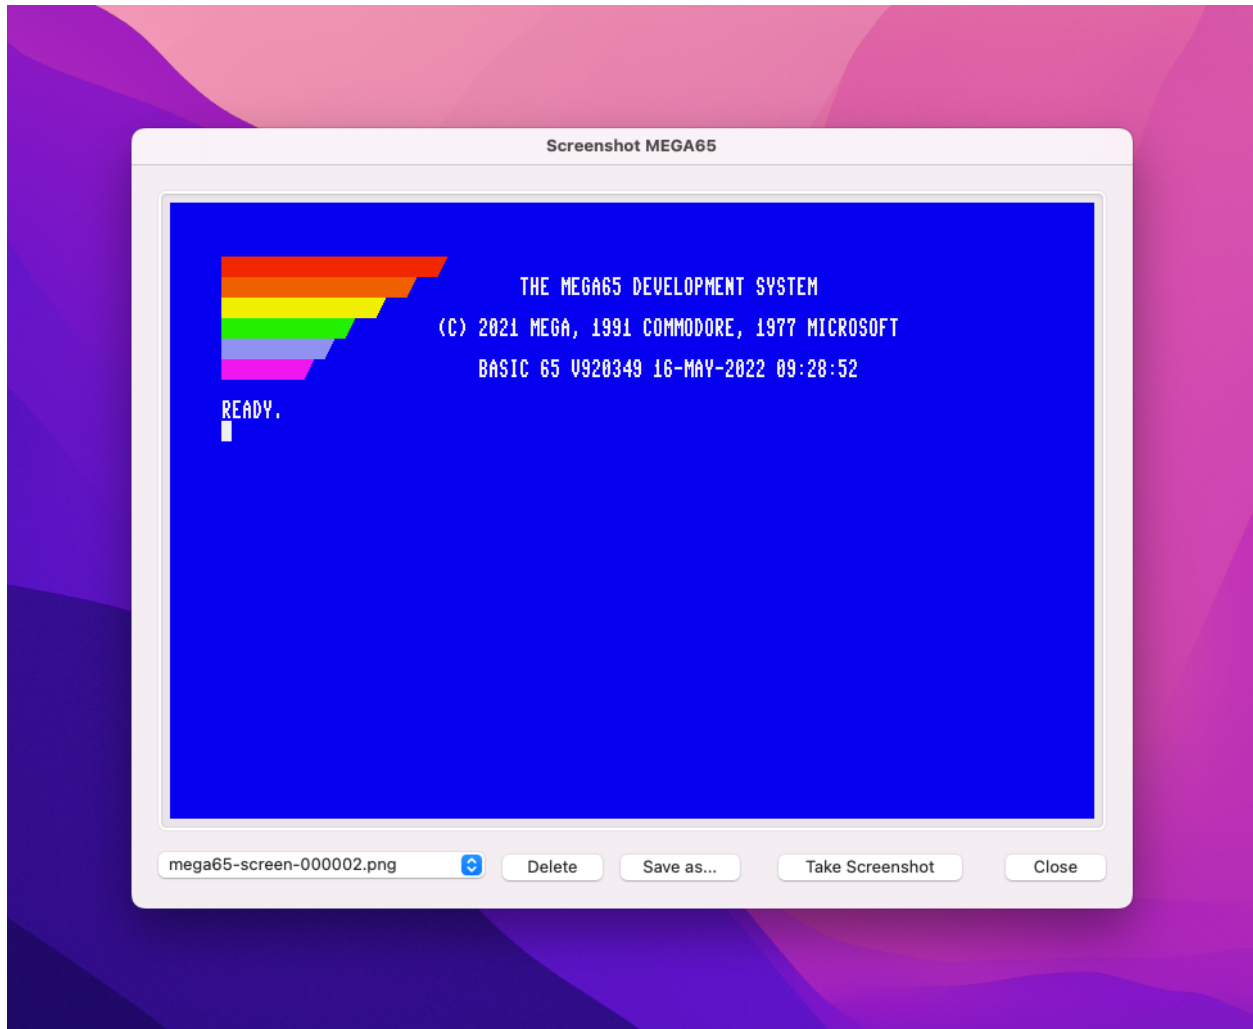 Screenshot MEGA65
THE MEGA65 DEVELOPMENT SYSTEM
(C) 2021 MEGA, 1991 COMMODORE, 1977 MICROSOFT
BASIC 65 V920349 16-MAY-2022 09:28:52
READY.
mega65-screen-000002.png
Delete
Save as...
Take Screenshot
Close